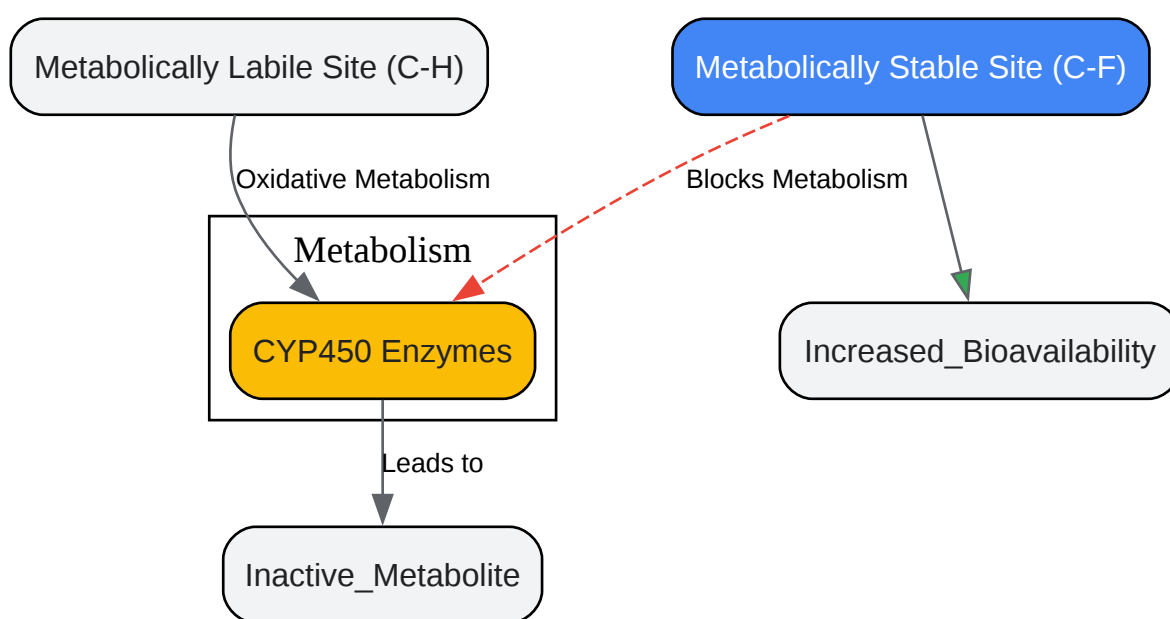 Metabolically Labile Site (C-H)
Metabolically Stable Site (C-F)
Oxidative Metabolism
Blocks Metabolism
Metabolism
CYP450 Enzymes
Increased_Bioavailability
Leads to
Inactive_Metabolite